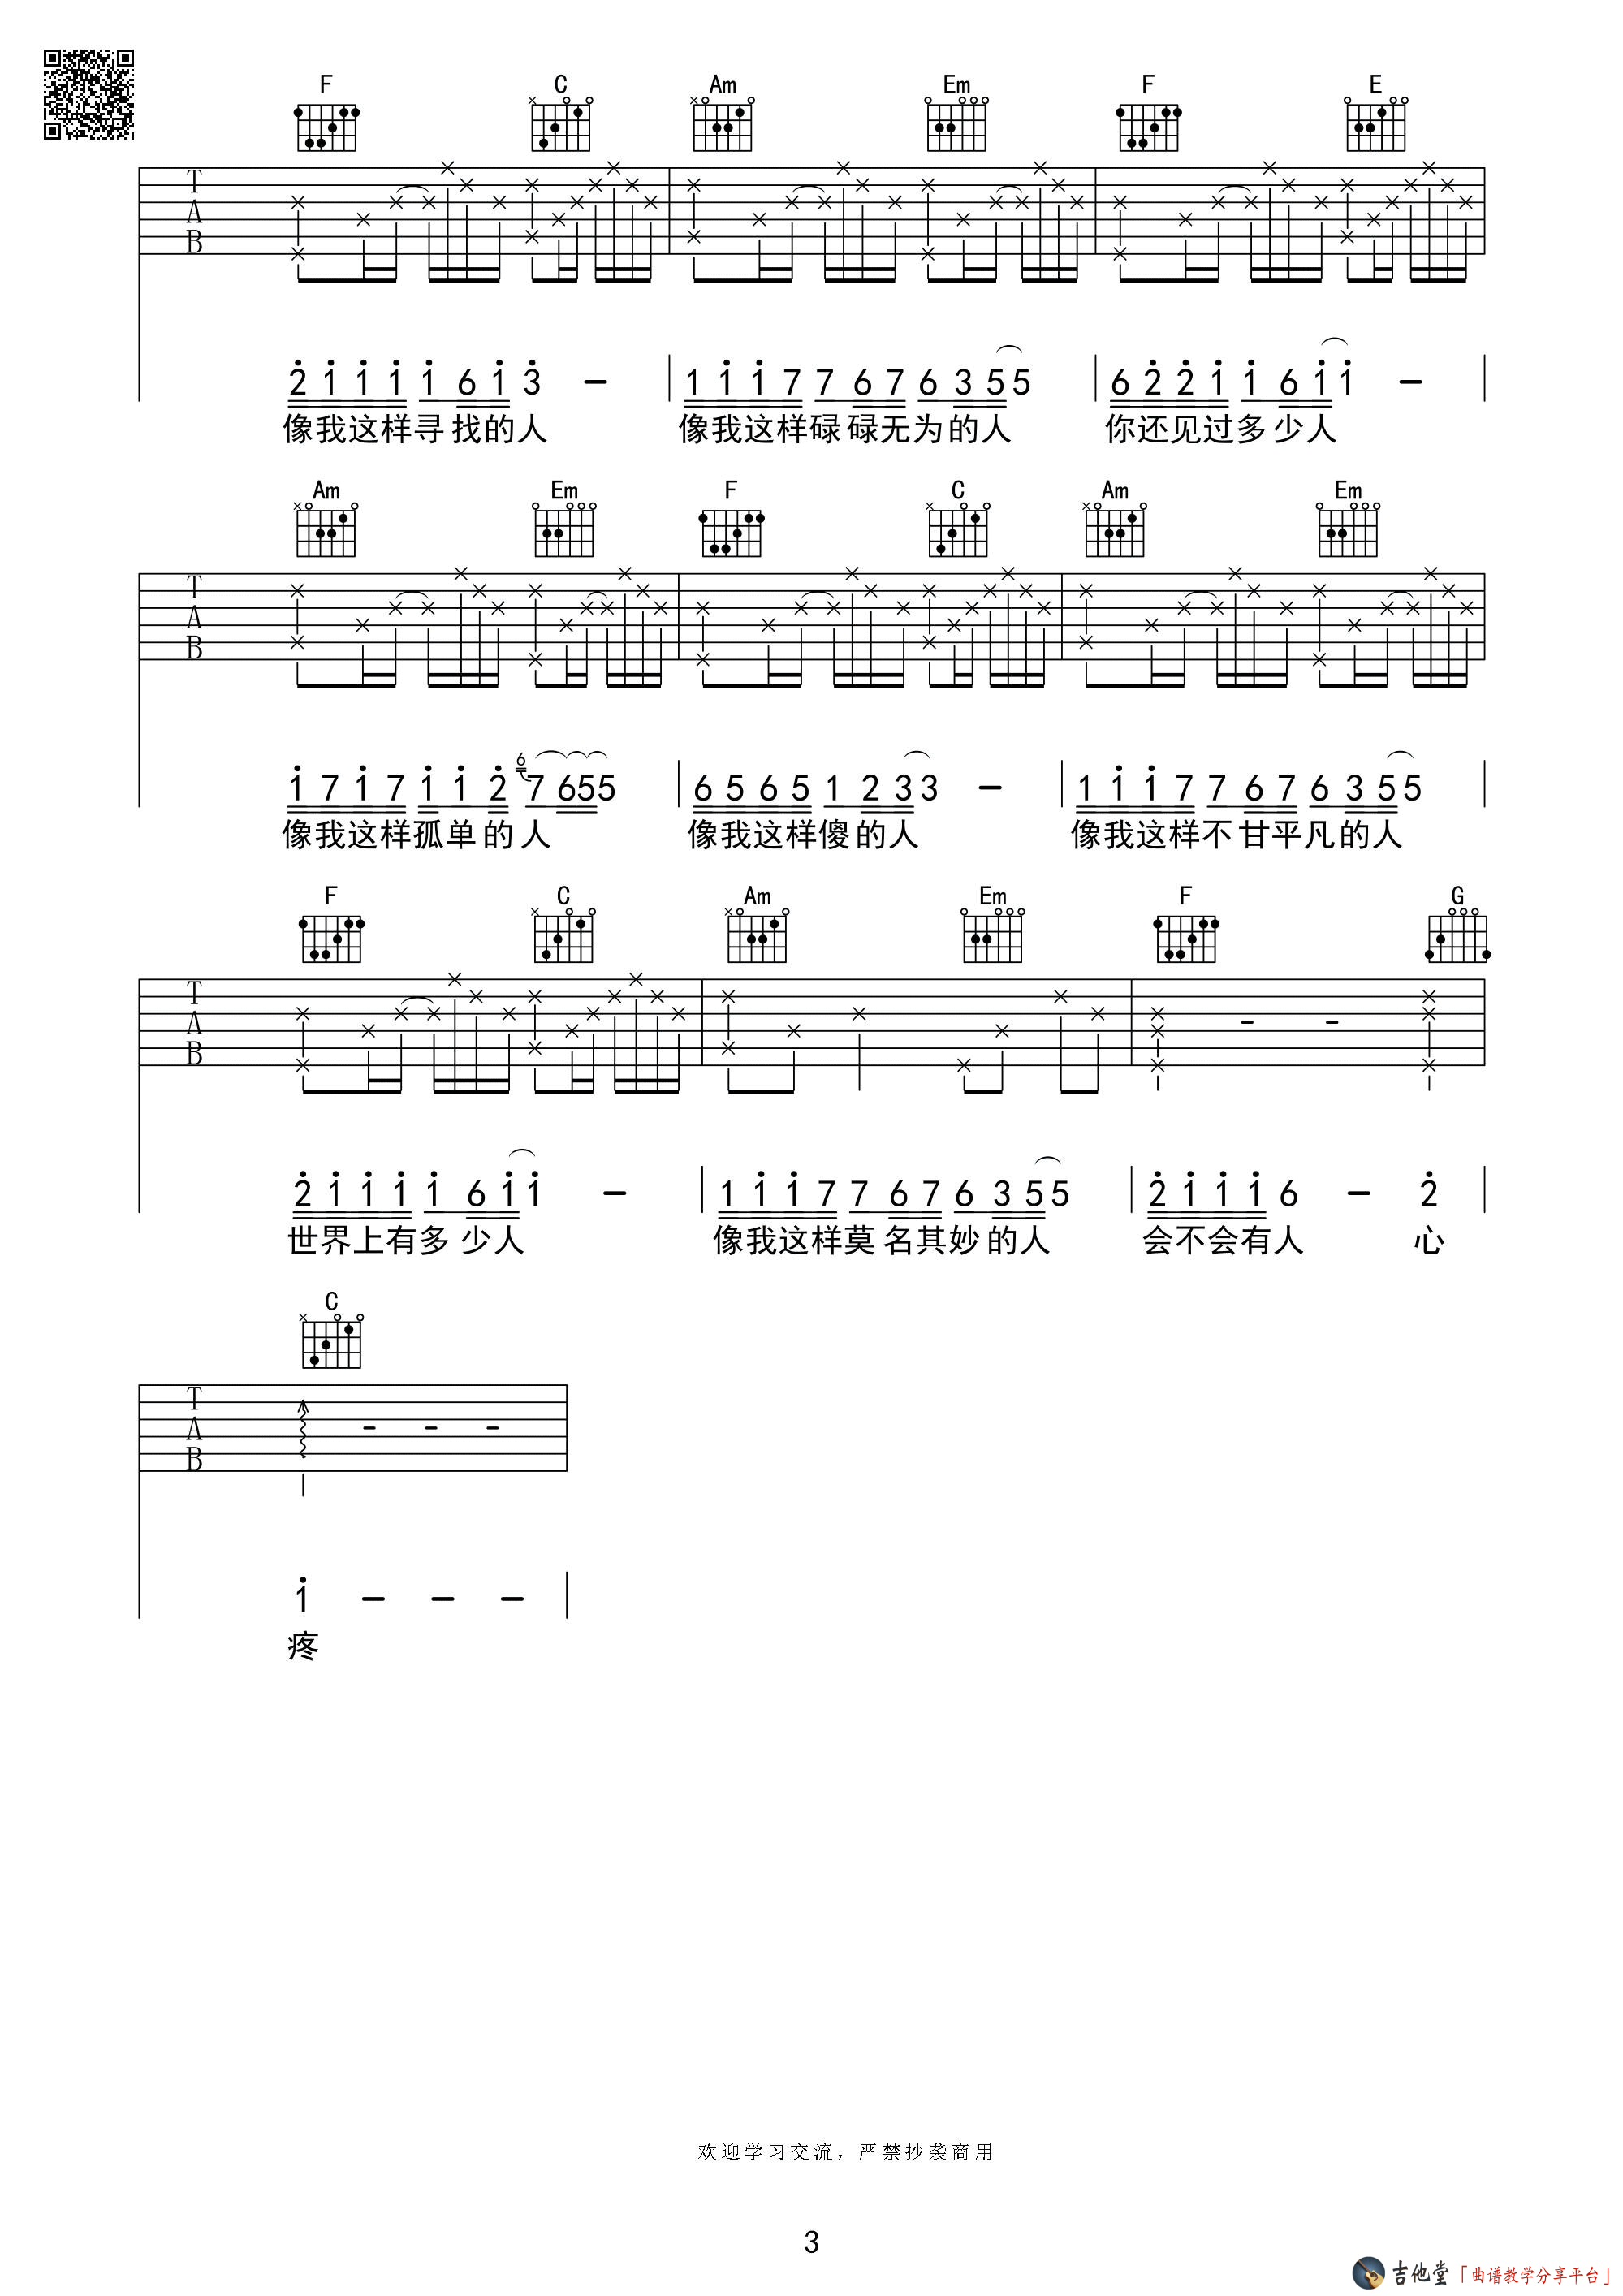 F C Am Em F E
T
A
B
2 1 1 1 1 6 1 3 - 1 1 1 7 7 6 7 6 3 5 5 6 2 2 1 1 6 1 1 -
像我这样寻找的人 像我这样碌碌无为的人 你还见过多少人
Am Em F C Am Em
T
A
B
1 7 1 7 1 1 2 6 7 6 5 5 6 5 6 5 1 2 3 3 - 1 1 1 7 7 6 7 6 3 5 5
像我这样孤单的人 像我这样傻的人 像我这样不甘平凡的人
F C Am Em F G
T
A
B
2 1 1 1 1 6 1 1 - 1 1 1 7 7 6 7 6 3 5 5 2 1 1 1 6 - 2
世界上有多少人 像我这样莫名其妙的人 会不会有人 心
C
T
A
B
1 - - -
疼
欢迎学习交流，严禁抄袭商用
3
吉他堂「曲谱教学分享平台」